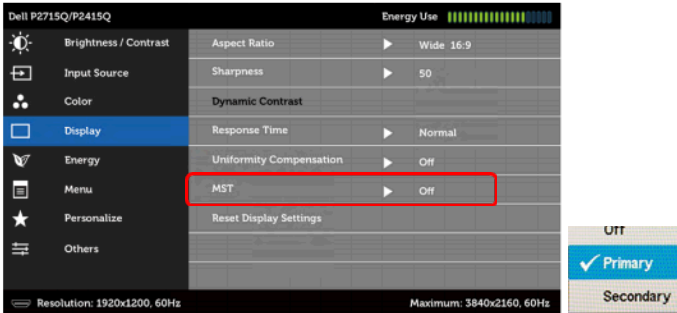 Dell P2715Q/P2415Q Energy Use
Brightness / Contrast Aspect Ratio Wide 16:9
Input Source Sharpness 50
Color Dynamic Contrast
Display Response Time Normal
Energy Uniformity Compensation Off
Menu MST Off
Personalize Reset Display Settings
Others
Resolution: 1920x1200, 60Hz Maximum: 3840x2160, 60Hz
Off
Primary
Secondary